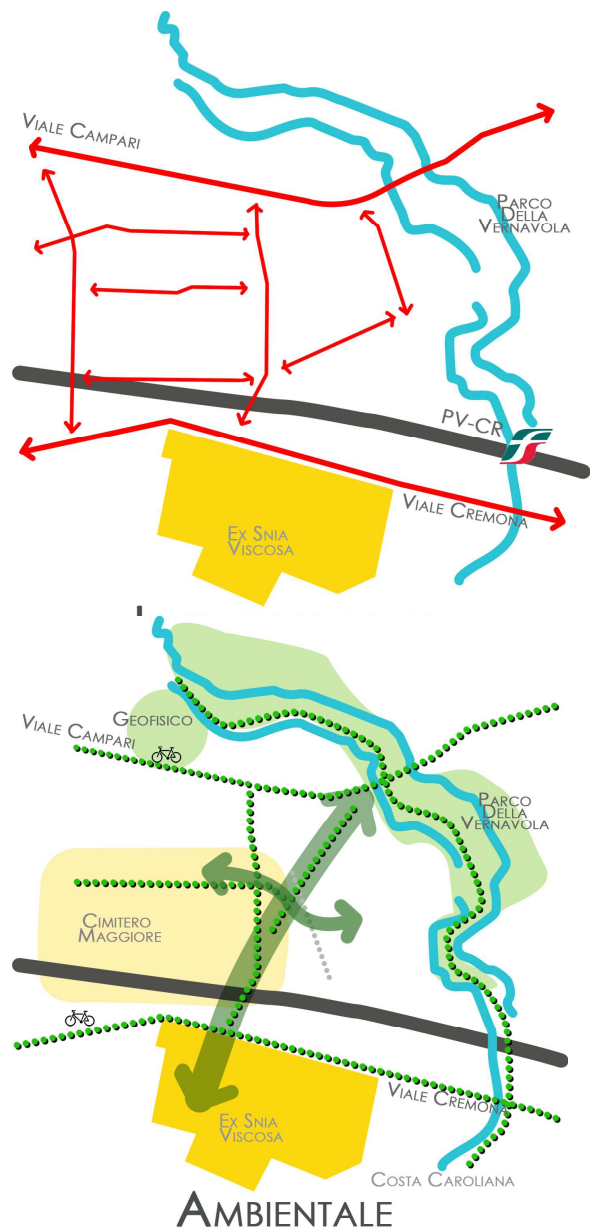 Viale Campari
Parco
Della
Vernavola
PV-CR
Viale Cremona
Ex Snia
Viscosa
Geofisico
Viale Campari
Parco
Della
Vernavola
Cimitero
Maggiore
Viale Cremona
Ex Snia
Viscosa
Costa Caroliana
Ambientale